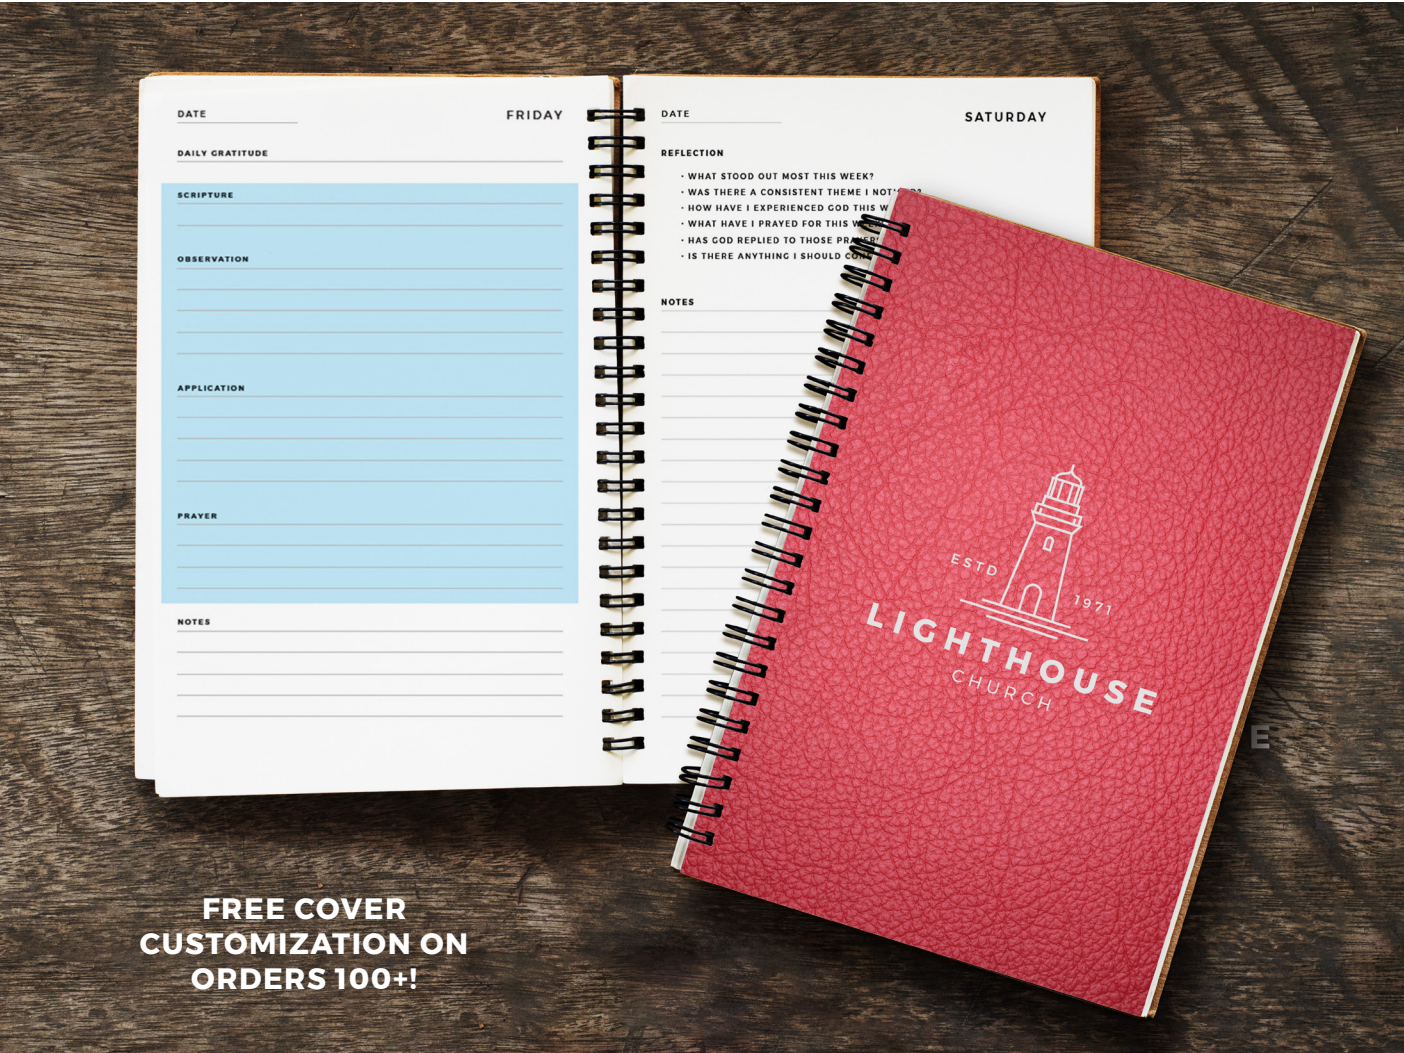 DATE
FRIDAY
DAILY GRATITUDE
SCRIPTURE
OBSERVATION
APPLICATION
PRAYER
NOTES
DATE
SATURDAY
REFLECTION
• WHAT STOOD OUT MOST THIS WEEK?
• WAS THERE A CONSISTENT THEME I
• HOW HAVE I EXPERIENCED GOD THIS
• WHAT HAVE I PRAYED FOR THIS
• HAS GOD REPLIED TO THOSE
• IS THERE ANYTHING I SHOULD
NOTES
ESTD
1971
LIGHTHOUSE
CHURCH
E
FREE COVER
CUSTOMIZATION ON
ORDERS 100+!